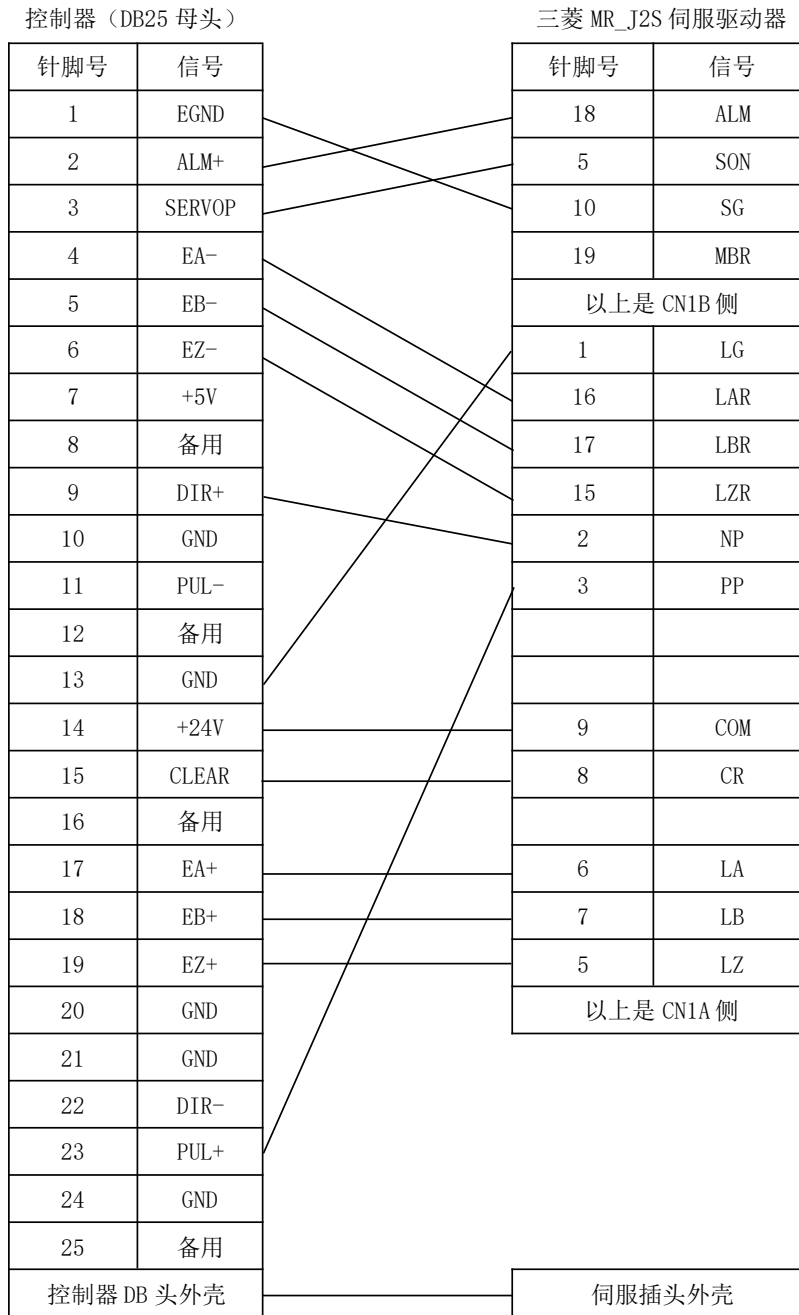 控制器（DB25 母头） 三菱 MR_J2S 伺服驱动器
针脚号 信号 针脚号 信号
1 EGND 18 ALM
2 ALM+ 5 SON
3 SERVOP 10 SG
4 EA- 19 MBR
5 EB- 以上是 CN1B 侧
6 EZ- 1 LG
7 +5V 16 LAR
8 备用 17 LBR
9 DIR+ 15 LZR
10 GND 2 NP
11 PUL- 3 PP
12 备用
13 GND
14 +24V 9 COM
15 CLEAR 8 CR
16 备用
17 EA+ 6 LA
18 EB+ 7 LB
19 EZ+ 5 LZ
20 GND 以上是 CN1A 侧
21 GND
22 DIR-
23 PUL+
24 GND
25 备用
控制器 DB 头外壳 伺服插头外壳